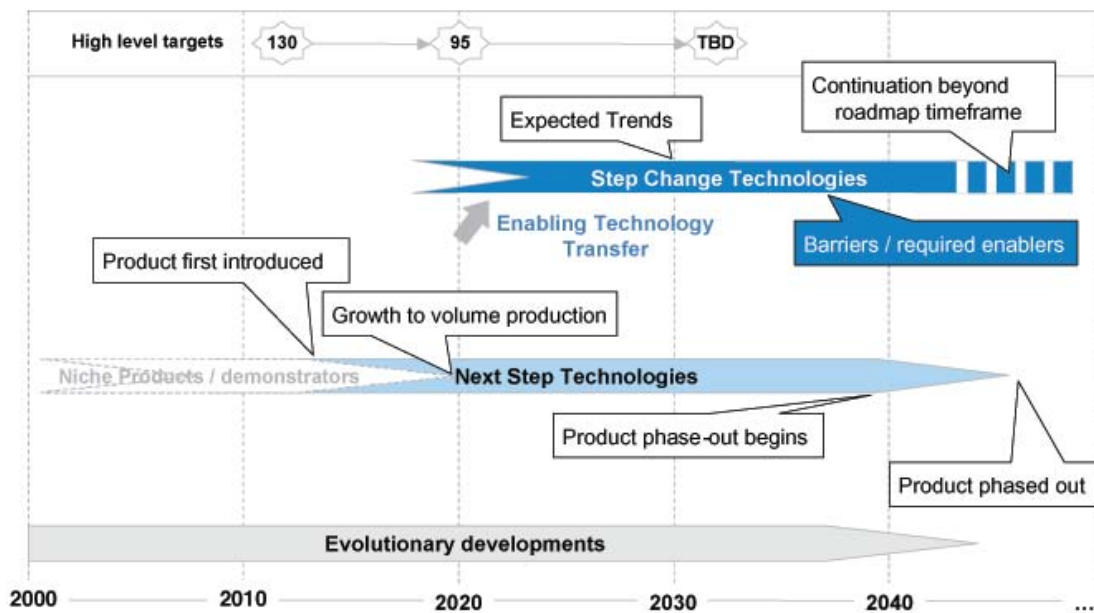 High level targets
130
95
TBD
Continuation beyond
roadmap timeframe
Expected Trends
Step Change Technologies
Enabling Technology
Transfer
Barriers / required enablers
Product first introduced
Growth to volume production
Niche Products / demonstrators
Next Step Technologies
Product phase-out begins
Product phased out
Evolutionary developments
2000
2010
2020
2030
2040
...